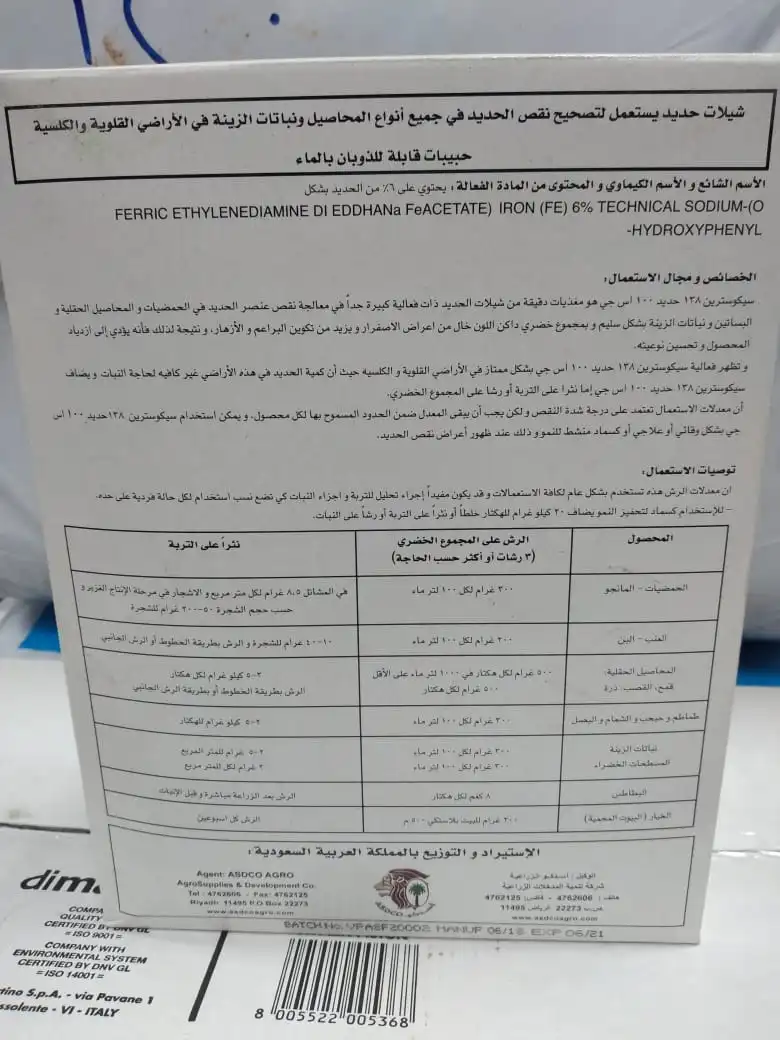 شيلات حديد يستعمل لتصحيح نقص الحديد في جميع أنواع المحاصيل ونباتات الزينة في الأراضي القلوية والكلسية
حبيبات قابلة للذوبان بالماء
الأسم الشائع و الأسم الكيماوي و المحتوى من المادة الفعالة : يحتوي على ٦٪ من الحديد بشكل
FERRIC ETHYLENEDIAMINE DI EDDHANa FeACETATE) IRON (FE) 6% TECHNICAL SODIUM-(O
-HYDROXYPHENYL
الخصائص و مجال الاستعمال :
سيكوسترين ١٣٨ حديد ١٠٠ اس جي هو مغذيات دقيقة من شيلات الحديد ذات فعالية كبيرة جداً في معالجة نقص عنصر الحديد في الحمضيات و المحاصيل الحقلية و
البساتين و نباتات الزينة بشكل سليم و بمجموع خضري داكن اللون خال من اعراض الاصفرار و يزيد من تكوين البراعم و الأزهار، و نتيجة لذلك فأنه يؤدي إلى ازدياد
المحصول و تحسين نوعيته.
و تظهر فعالية سيكوسترين ١٣٨ حديد ١٠٠ اس جي بشكل ممتاز في الأراضي القلوية و الكلسيه حيث أن كمية الحديد في هذه الأراضي غير كافيه لحاجة النبات و يضاف
سيكوسترين ١٣٨ حديد ١٠٠ اس جي إما نثرا على التربة أو رشا على المجموع الخضري.
أن معدلات الاستعمال تعتمد على درجة شدة النقص و لكن يجب أن يبقى المعدل ضمن الحدود المسموح بها لكل محصول، و يمكن استخدام سيكوسترين ١٣٨حديد ١٠٠ اس
جي بشكل وقائي أو علاجي أو كسماد منشط للنمو و ذلك عند ظهور أعراض نقص الحديد.
توصيات الاستعمال :
ان معدلات الرش هذه تستخدم بشكل عام لكافة الاستعمالات و قد يكون مفيداً إجراء تحليل للتربة و اجزاء النبات كي تضع نسب استخدام لكل حالة فردية على حده.
- للإستخدام كسماد لتحفيز النمو يضاف ٢٠ كيلو غرام للهكتار خلطاً أو نثراً على التربة أو رشاً على النبات.
المحصول
الرش على المجموع الخضري
(٣ رشات أو أكثر حسب الحاجة)
نثراً على التربة
الحمضيات - المانجو
٣٠٠ غرام لكل ١٠٠ لتر ماء
في المشاتل ٨،٥ غرام لكل متر مربع و الاشجار في مرحلة الإنتاج الغزير و
حسب حجم الشجرة ٥٠-٢٠٠ غرام للشجرة
العنب - البن
٢٠٠ غرام لكل ١٠٠ لتر ماء
١٠-٤٠ غرام للشجرة و الرش بطريقة الخطوط أو الرش الجانبي
المحاصيل الحقلية:
قمح، القصب، ذرة
٥٠٠ غرام لكل هكتار في ١٠٠٠ لتر ماء على الأقل
٥٠٠ غرام لكل هكتار
٣-٥ كيلو غرام لكل هكتار
الرش بطريقة الخطوط أو بطريقة الرش الجانبي
طماطم و حبحب و الشمام و البصل
٣٠٠ غرام لكل ١٠٠ لتر ماء
٢-٥ كيلو غرام للهكتار
نباتات الزينة
المسطحات الخضراء
٢٠٠ غرام لكل ١٠٠ لتر ماء
٣٠٠ غرام لكل ١٠٠ لتر ماء
٢-٥ غرام للمتر المربع
٣ غرام لكل متر مربع
البطاطس
٨ كغم لكل هكتار
الرش بعد الزراعة مباشرة و قبل الإنبات
الخيار (البيوت المحمية)
٢٠٠ غرام للبيت بلاستكي ٥٠٠ م
الرش كل اسبوعين
الإستيراد و التوزيع بالمملكة العربية السعودية :
الوكيل : أسدكو الزراعية
شركة تنمية المدخلات الزراعية
هاتف : 4762606 - فاكس: 4762125
ص.ب 22273 الرياض 11495
www.asdcoagro.com
ASDCO
Agent: ASDCO AGRO
AgroSupplies & Development Co.
Tel : 4762606 - Fax: 4762125
Riyadh 11495 P.O Box 22273
www.asdcoagro.com
BATCH No. VFASF20002 MANUF 06/18 EXP 06/21
COMPA
QUALITY
CERTIFIED BY DNV GL
= ISO 9001 =
COMPANY WITH
ENVIRONMENTAL SYSTEM
CERTIFIED BY DNV GL
= ISO 14001 =
tino S.p.A. - via Pavane 1
ssolente - VI - ITALY
8 005522 005368